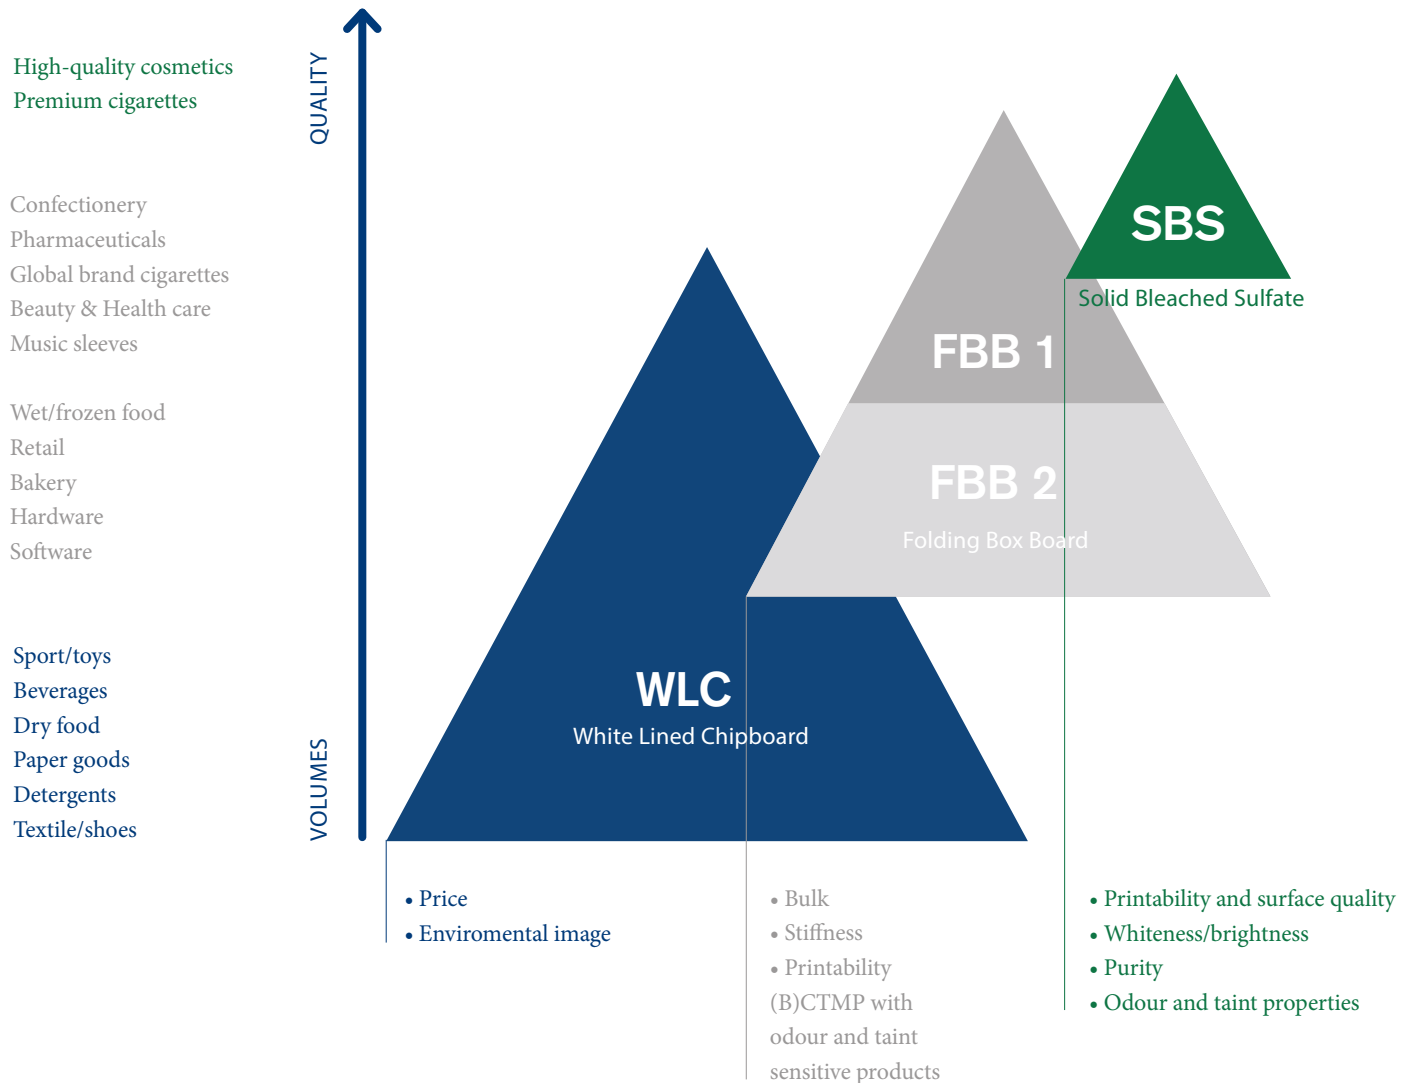 High-quality cosmetics
Premium cigarettes
Confectionery
Pharmaceuticals
Global brand cigarettes
Beauty & Health care
Music sleeves
Wet/frozen food
Retail
Bakery
Hardware
Software
Sport/toys
Beverages
Dry food
Paper goods
Detergents
Textile/shoes
QUALITY
VOLUMES
SBS
Solid Bleached Sulfate
FBB 1
FBB 2
Folding Box Board
WLC
White Lined Chipboard
• Price
• Enviromental image
• Bulk
• Stiffness
• Printability
(B)CTMP with
odour and taint
sensitive products
• Printability and surface quality
• Whiteness/brightness
• Purity
• Odour and taint properties